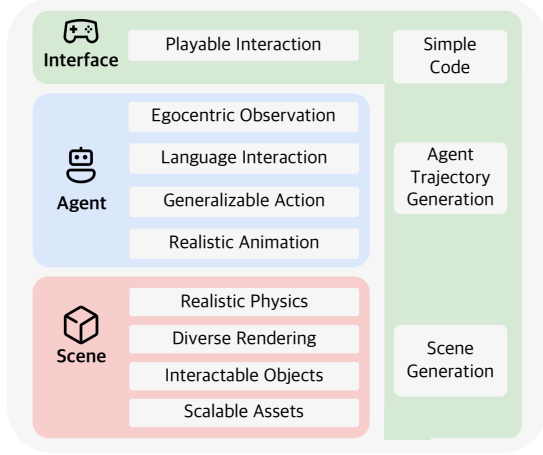 Interface
Playable Interaction
Simple
Code
Agent
Egocentric Observation
Language Interaction
Generalizable Action
Realistic Animation
Agent
Trajectory
Generation
Scene
Realistic Physics
Diverse Rendering
Interactable Objects
Scalable Assets
Scene
Generation